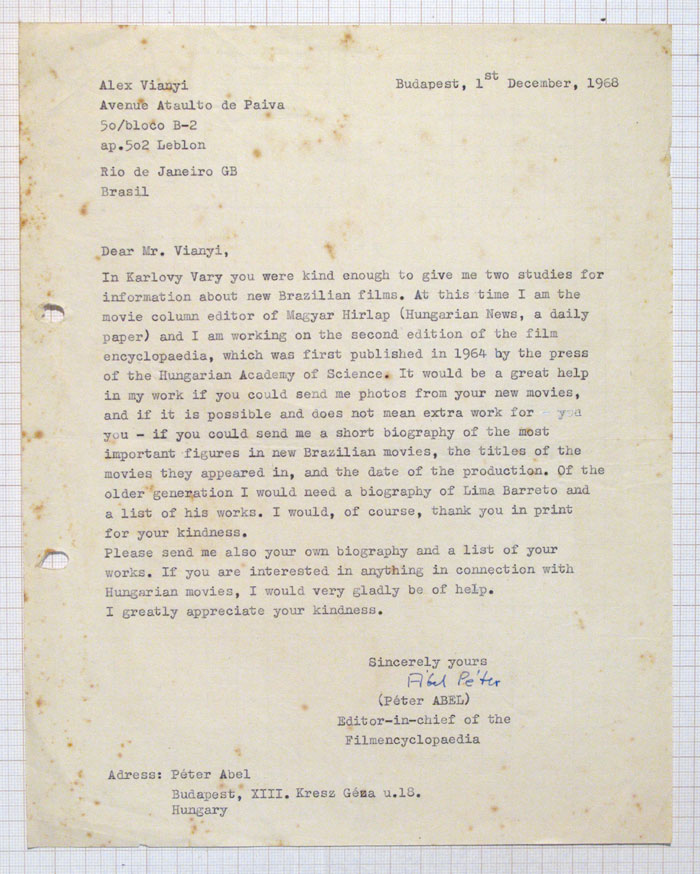 Alex Vianyi
Budapest, 1st December, 1968
Avenue Ataulto de Paiva
50/bloco B-2
ap.502 Leblon
Rio de Janeiro GB
Brasil
Dear Mr. Vianyi,
In Karlovy Vary you were kind enough to give me two studies for
information about new Brazilian films. At this time I am the
movie column editor of Magyar Hirlap (Hungarian News, a daily
paper) and I am working on the second edition of the film
encyclopaedia, which was first published in 1964 by the press
of the Hungarian Academy of Science. It would be a great help
in my work if you could send me photos from your new movies,
and if it is possible and does not mean extra work for - you
you - if you could send me a short biography of the most
important figures in new Brazilian movies, the titles of the
movies they appeared in, and the date of the production. Of the
older generation I would need a biography of Lima Barreto and
a list of his works. I would, of course, thank you in print
for your kindness.
Please send me also your own biography and a list of your
works. If you are interested in anything in connection with
Hungarian movies, I would very gladly be of help.
I greatly appreciate your kindness.
Sincerely yours
Ábel Péter
(Péter ABEL)
Editor-in-chief of the
Filmencyclopaedia
Adress: Péter Abel
Budapest, XIII. Kresz Géza u.18.
Hungary